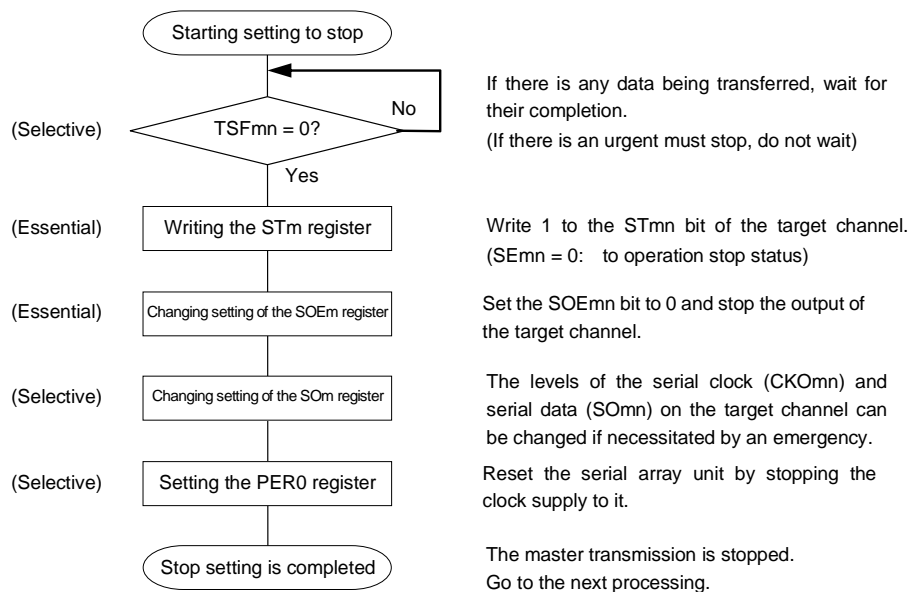 Starting setting to stop
No
If there is any data being transferred, wait for
their completion.
(If there is an urgent must stop, do not wait)
(Selective)
TSFmn = 0?
Yes
(Essential)
Writing the STm register
Write 1 to the STmn bit of the target channel.
(SEmn = 0: to operation stop status)
(Essential)
Changing setting of the SOEm register
Set the SOEmn bit to 0 and stop the output of
the target channel.
(Selective)
Changing setting of the SOm register
The levels of the serial clock (CKOmn) and
serial data (SOmn) on the target channel can
be changed if necessitated by an emergency.
(Selective)
Setting the PER0 register
Reset the serial array unit by stopping the
clock supply to it.
Stop setting is completed
The master transmission is stopped.
Go to the next processing.